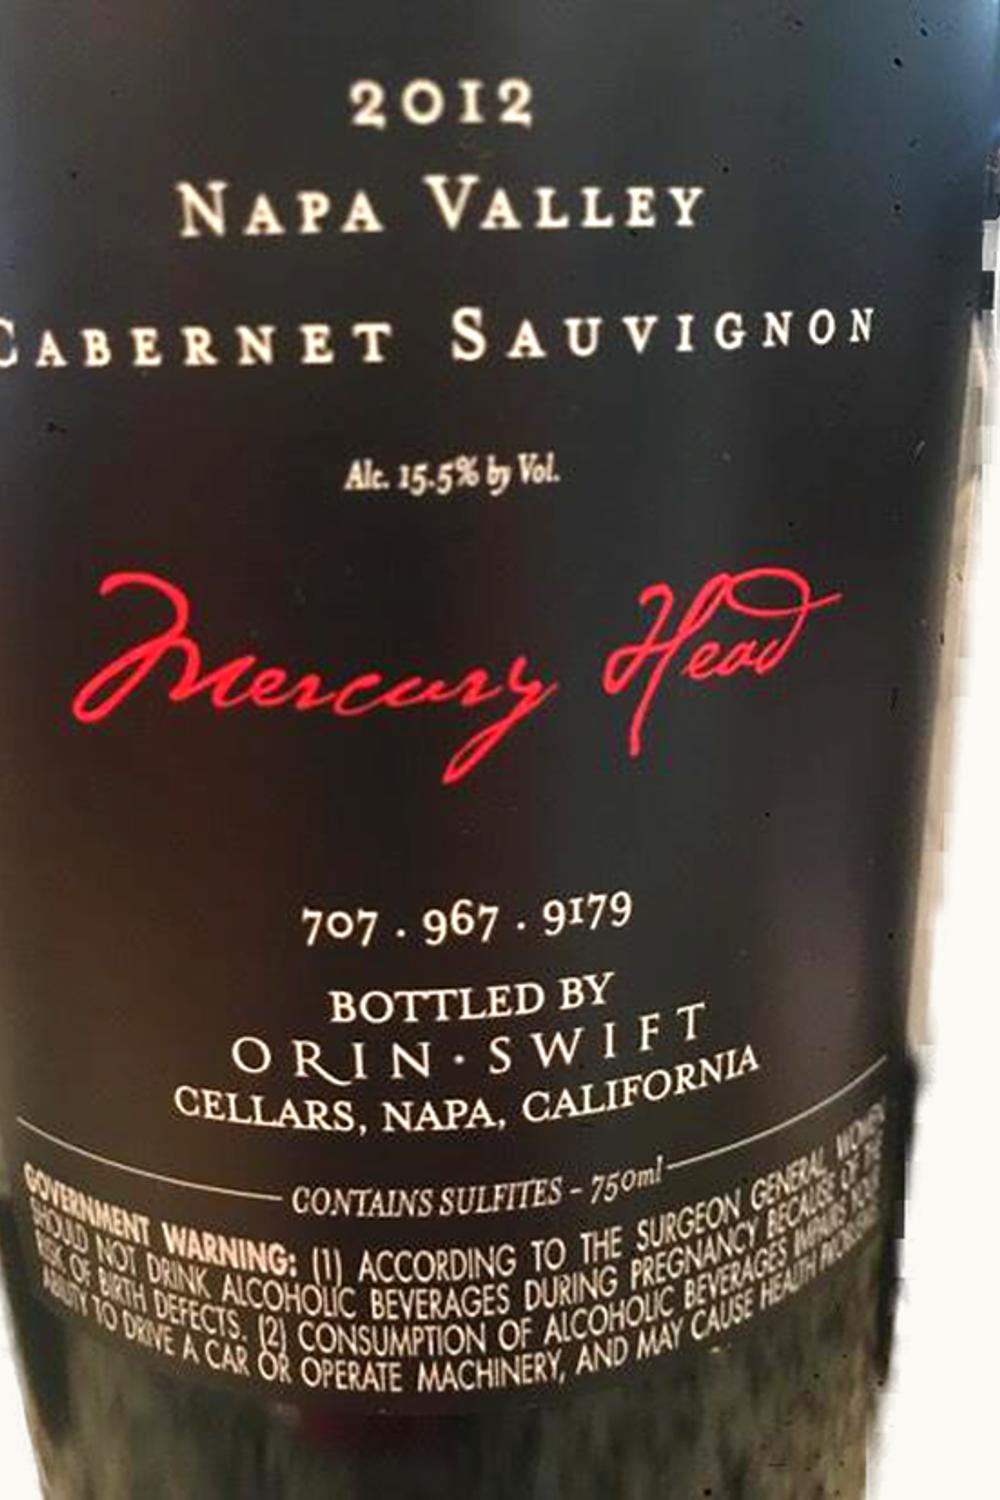 2012
NAPA VALLEY
CABERNET SAUVIGNON
Alc. 15.5% by Vol.
Mercury Head
707 . 967 . 9179
BOTTLED BY
ORIN · SWIFT
CELLARS, NAPA, CALIFORNIA
CONTAINS SULFITES - 750ml
GOVERNMENT WARNING: (1) ACCORDING TO THE SURGEON GENERAL, WOMEN
SHOULD NOT DRINK ALCOHOLIC BEVERAGES DURING PREGNANCY BECAUSE OF THE
RISK OF BIRTH DEFECTS. (2) CONSUMPTION OF ALCOHOLIC BEVERAGES IMPAIRS YOUR
ABILITY TO DRIVE A CAR OR OPERATE MACHINERY, AND MAY CAUSE HEALTH PROBLEMS.